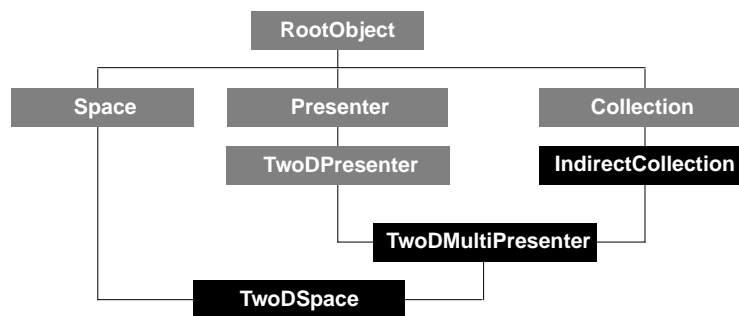 RootObject
Space
Presenter
Collection
TwoDPresenter
IndirectCollection
TwoDMultiPresenter
TwoDSpace